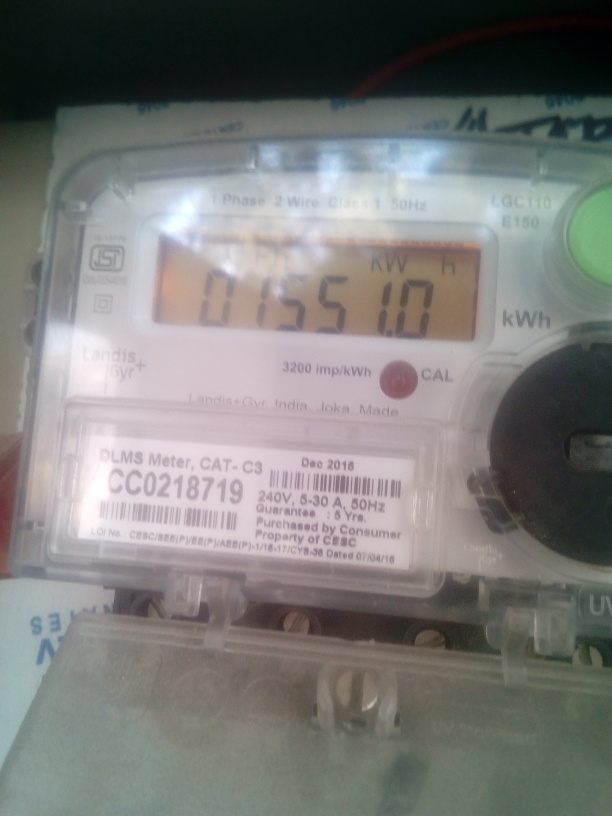 1 Phase 2 Wire Class 1 50Hz
LGC110
E150
kW h
01551.0
kWh
Landis
Gyr+
3200 imp/kWh
CAL
Landis+Gyr, India, Joka, Made
DLMS Meter, CAT- C3
Dec 2016
CC0218719
240V, 5-30 A, 50Hz
Guarantee : 5 Yrs.
Purchased by Consumer
Property of CESC
LOI No.: CESC/SEE(P)/EE(P)/AEE(P)-1/16-17/CYS-36 Dated 07/04/16
UV